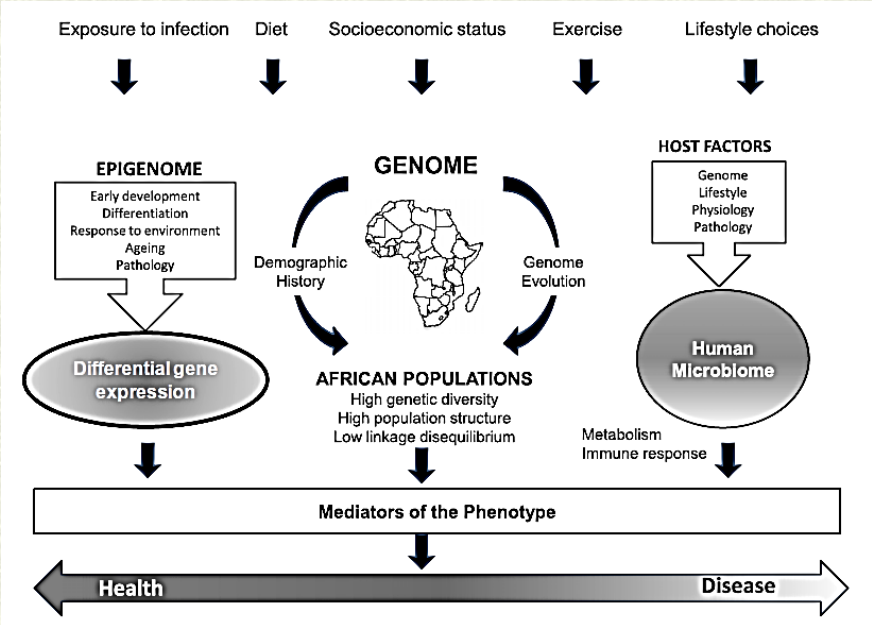 Exposure to infection
Diet
Socioeconomic status
Exercise
Lifestyle choices
EPIGENOME
Early development
Differentiation
Response to environment
Ageing
Pathology
Differential gene
expression
GENOME
Demographic
History
Genome
Evolution
AFRICAN POPULATIONS
High genetic diversity
High population structure
Low linkage disequilibrium
HOST FACTORS
Genome
Lifestyle
Physiology
Pathology
Human
Microbiome
Metabolism
Immune response
Mediators of the Phenotype
Health
Disease